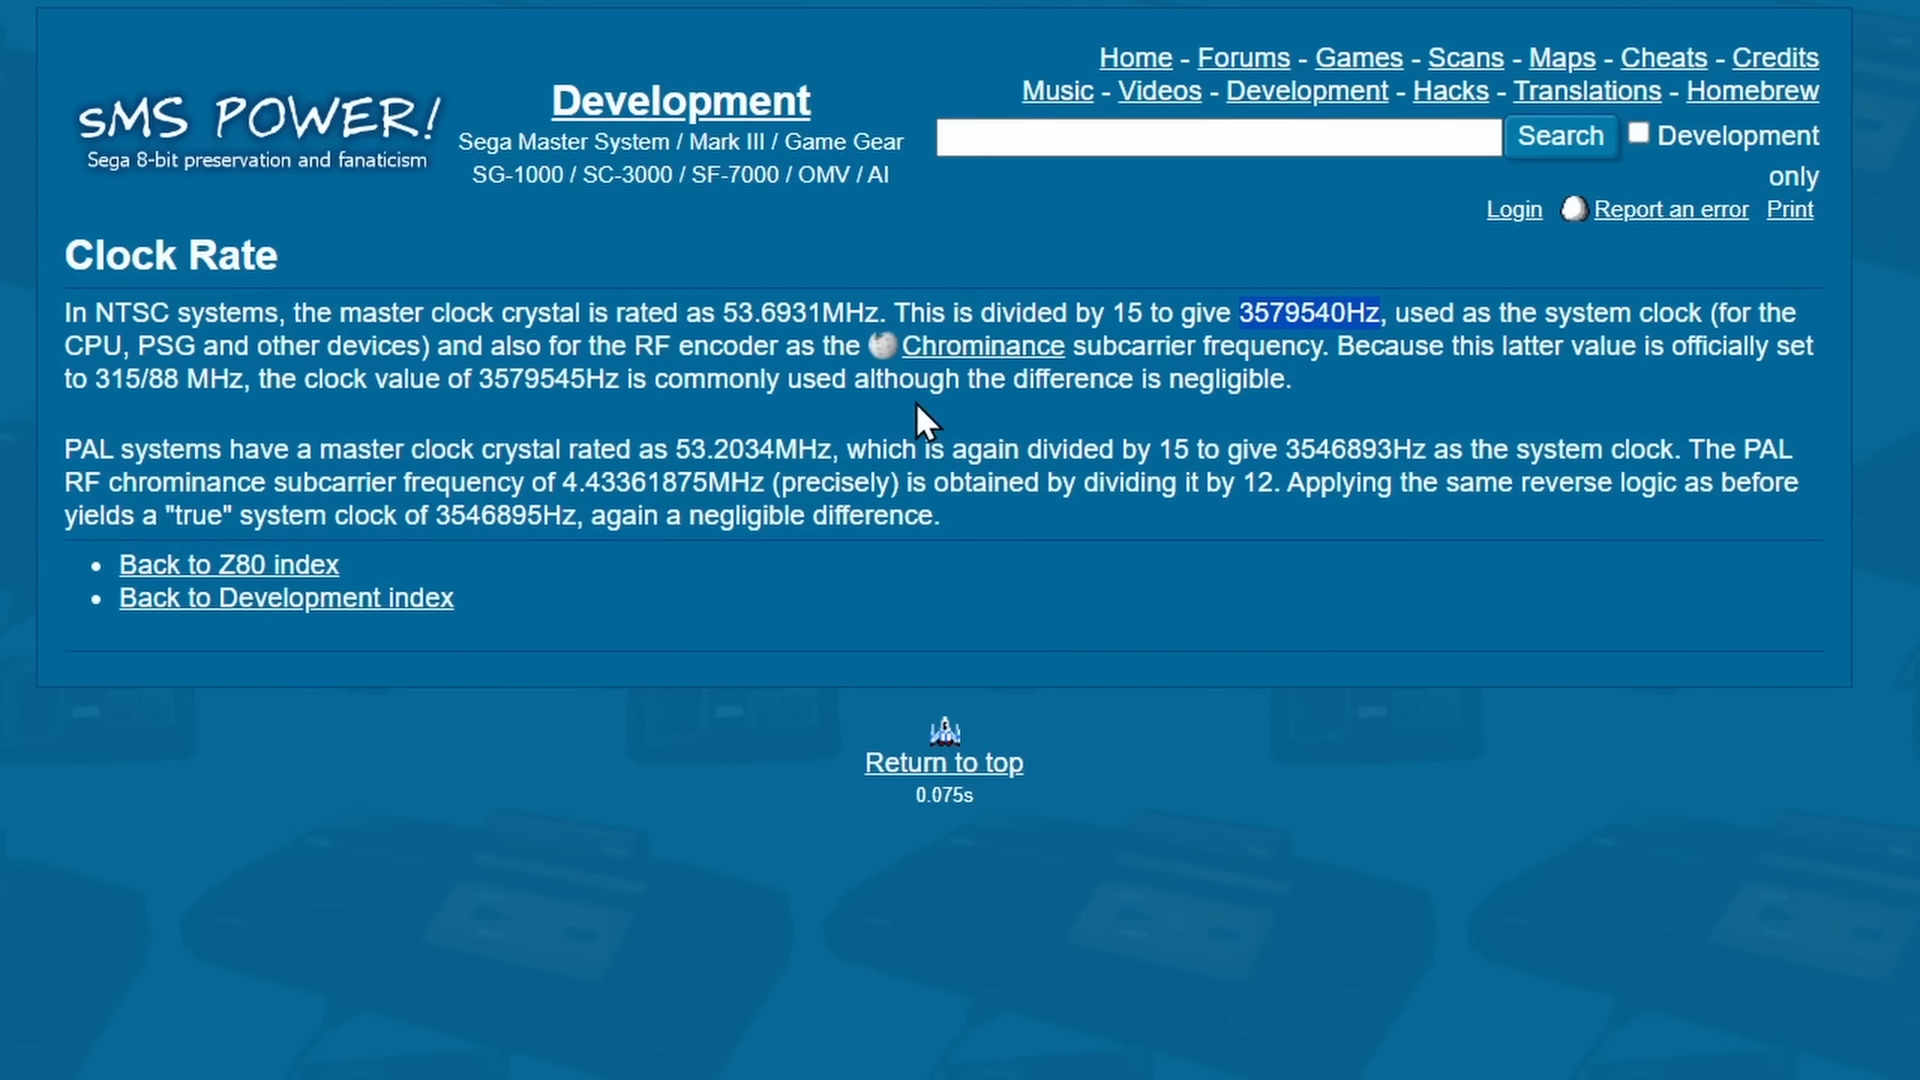 Home - Forums - Games - Scans - Maps - Cheats - Credits
Music - Videos - Development - Hacks - Translations - Homebrew
sMS POWER!
Sega 8-bit preservation and fanaticism
Development
Sega Master System / Mark III / Game Gear
SG-1000 / SC-3000 / SF-7000 / OMV / AI
Search Development
only
Login Report an error Print
Clock Rate
In NTSC systems, the master clock crystal is rated as 53.6931MHz. This is divided by 15 to give 3579540Hz, used as the system clock (for the
CPU, PSG and other devices) and also for the RF encoder as the Chrominance subcarrier frequency. Because this latter value is officially set
to 315/88 MHz, the clock value of 3579545Hz is commonly used although the difference is negligible.
PAL systems have a master clock crystal rated as 53.2034MHz, which is again divided by 15 to give 3546893Hz as the system clock. The PAL
RF chrominance subcarrier frequency of 4.43361875MHz (precisely) is obtained by dividing it by 12. Applying the same reverse logic as before
yields a "true" system clock of 3546895Hz, again a negligible difference.
• Back to Z80 index
• Back to Development index
Return to top
0.075s